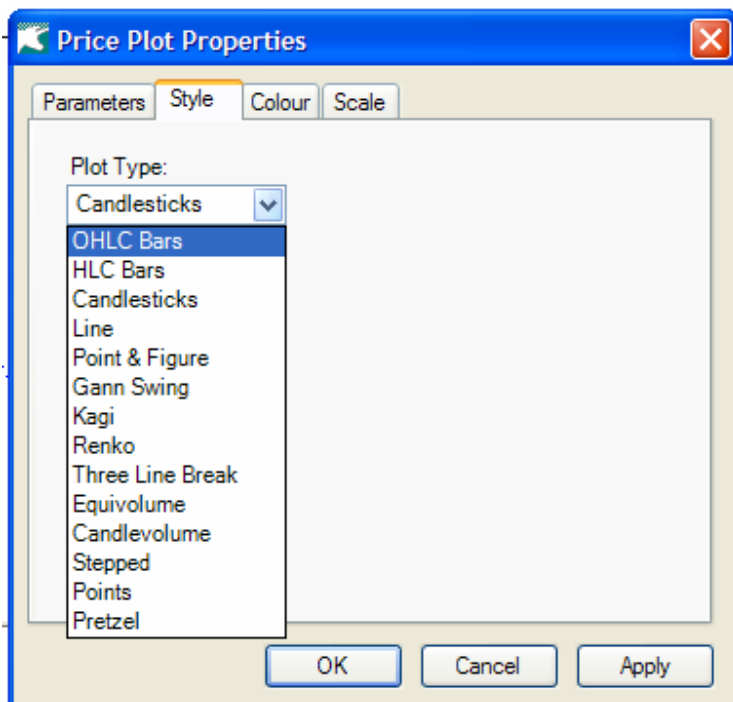 Price Plot Properties
Parameters Style Colour Scale
Plot Type:
Candlesticks
OHLC Bars
HLC Bars
Candlesticks
Line
Point & Figure
Gann Swing
Kagi
Renko
Three Line Break
Equivolume
Candlevolume
Stepped
Points
Pretzel
OK Cancel Apply